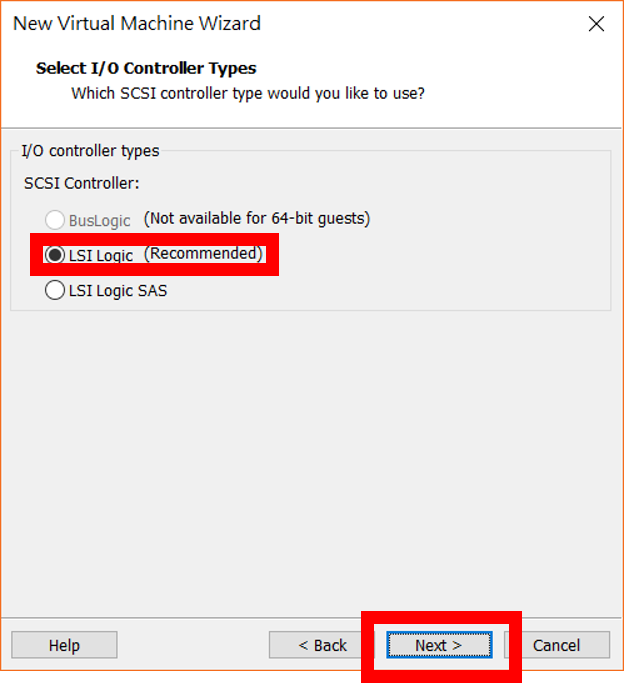 New Virtual Machine Wizard
Select I/O Controller Types
Which SCSI controller type would you like to use?
I/O controller types
SCSI Controller:
BusLogic (Not available for 64-bit guests)
LSI Logic (Recommended)
LSI Logic SAS
Help < Back Next > Cancel